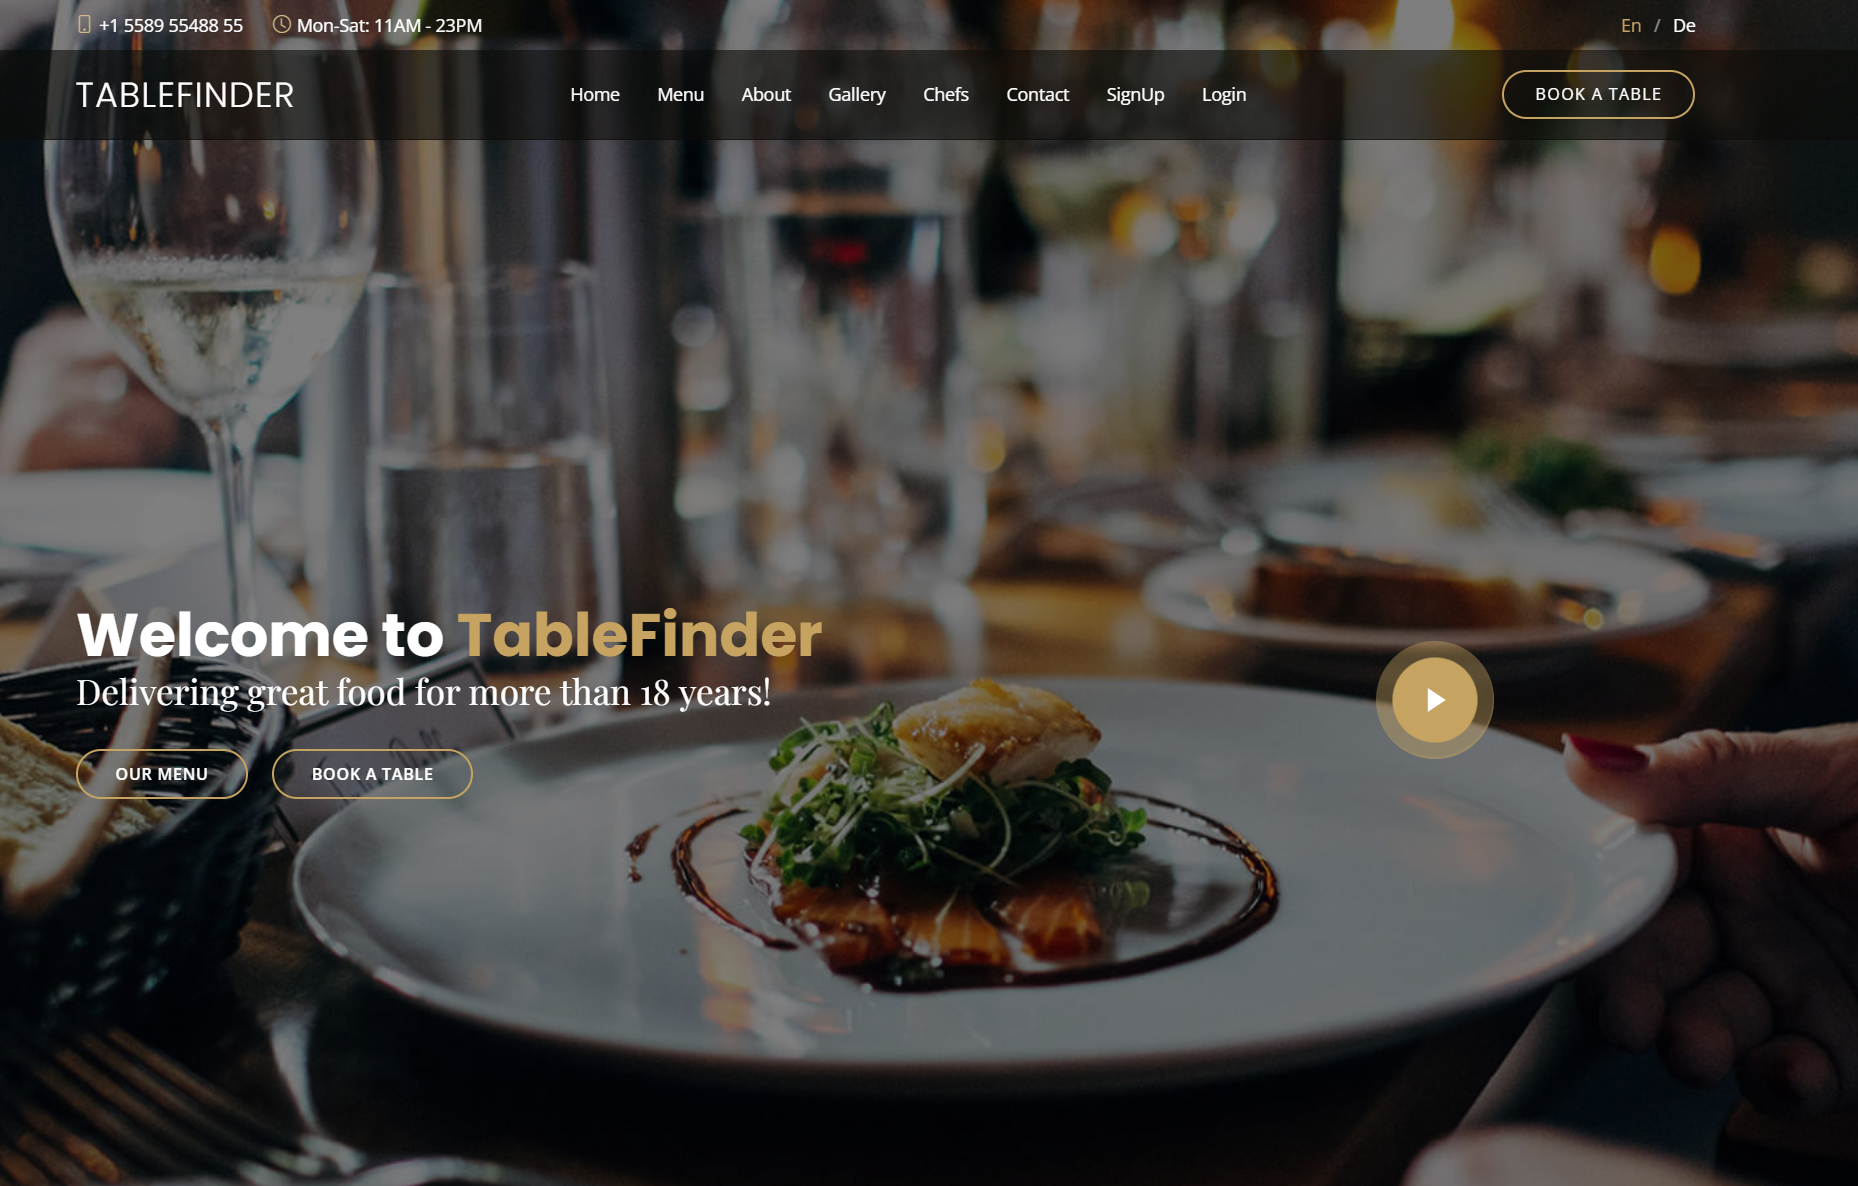 +1 5589 55488 55 Mon-Sat: 11AM - 23PM En / De
TABLEFINDER Home Menu About Gallery Chefs Contact SignUp Login BOOK A TABLE
Welcome to TableFinder
Delivering great food for more than 18 years!
OUR MENU BOOK A TABLE